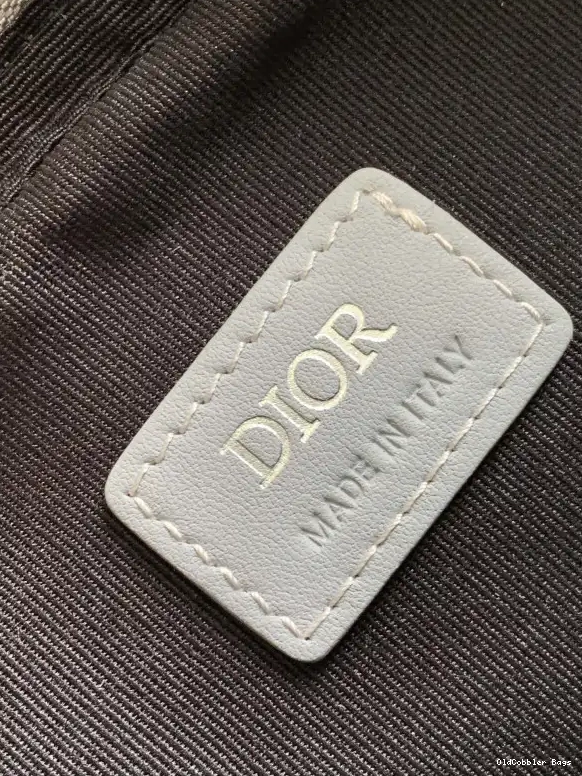 DIOR
MADE IN ITALY
OldCobbler Bags